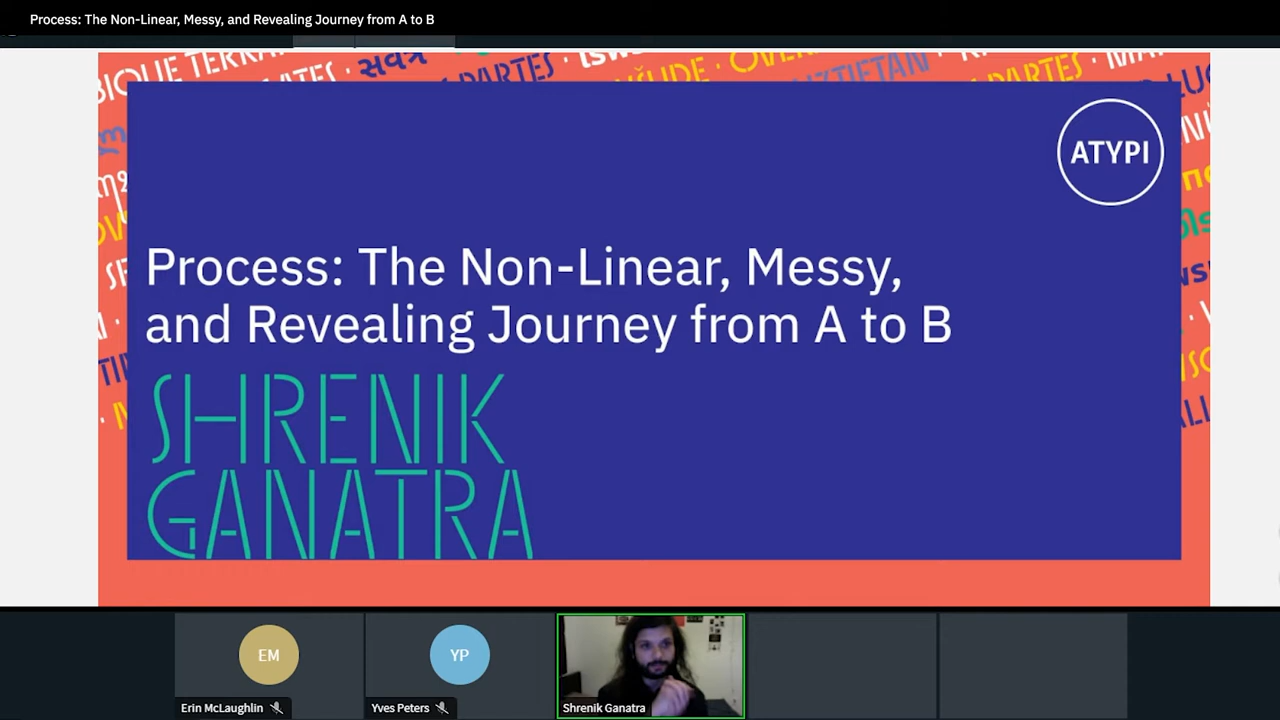 Process: The Non-Linear, Messy, and Revealing Journey from A to B
ATYPI
Process: The Non-Linear, Messy,
and Revealing Journey from A to B
SHRENIK
GANATRA
EM
YP
Erin McLaughlin
Yves Peters
Shrenik Ganatra